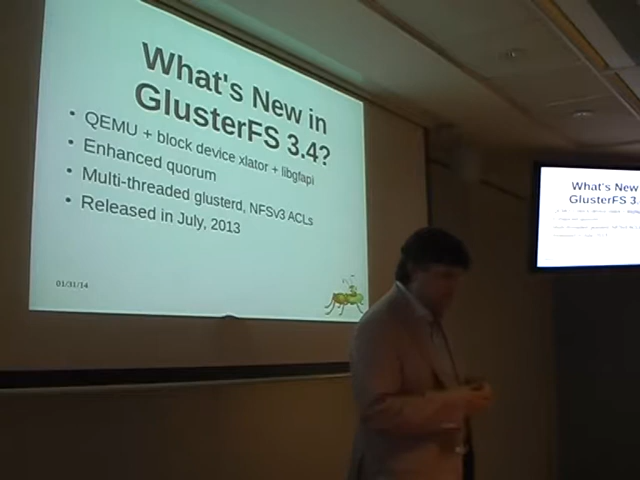 What's New in
GlusterFS 3.4?
• QEMU + block device xlator + libgfapi
• Enhanced quorum
• Multi-threaded glusterd, NFSv3 ACLs
• Released in July, 2013
01/31/14
What's New
GlusterFS 3.